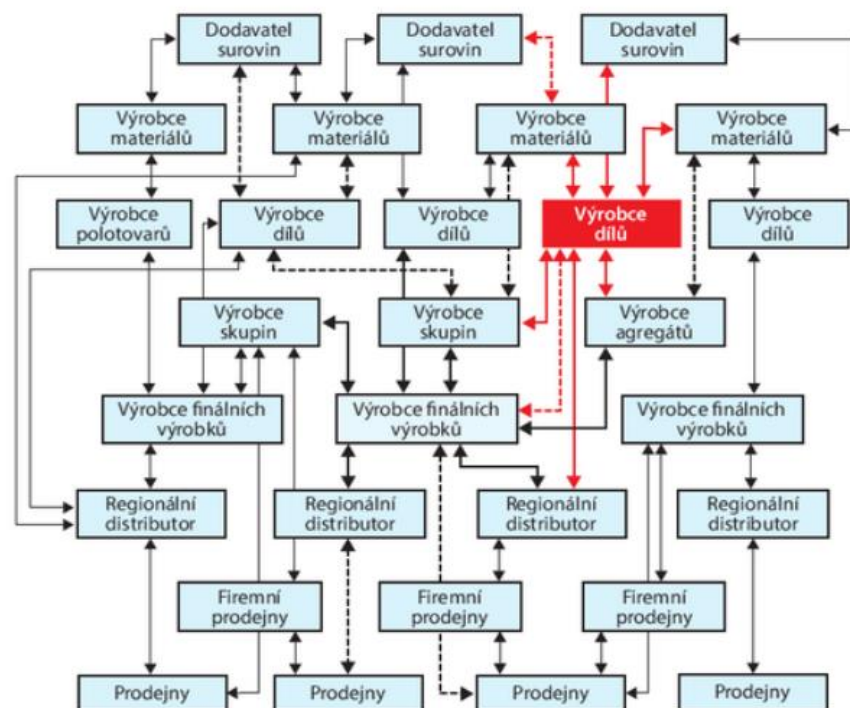 Dodavatel
surovin
Dodavatel
surovin
Dodavatel
surovin
Výrobce
materiálů
Výrobce
materiálů
Výrobce
materiálů
Výrobce
materiálů
Výrobce
polotovarů
Výrobce
dílů
Výrobce
dílů
Výrobce
dílů
Výrobce
dílů
Výrobce
skupin
Výrobce
skupin
Výrobce
agregátů
Výrobce finálních
výrobků
Výrobce finálních
výrobků
Výrobce finálních
výrobků
Regionální
distributor
Regionální
distributor
Regionální
distributor
Regionální
distributor
Firemní
prodejny
Firemní
prodejny
Firemní
prodejny
Prodejny
Prodejny
Prodejny
Prodejny